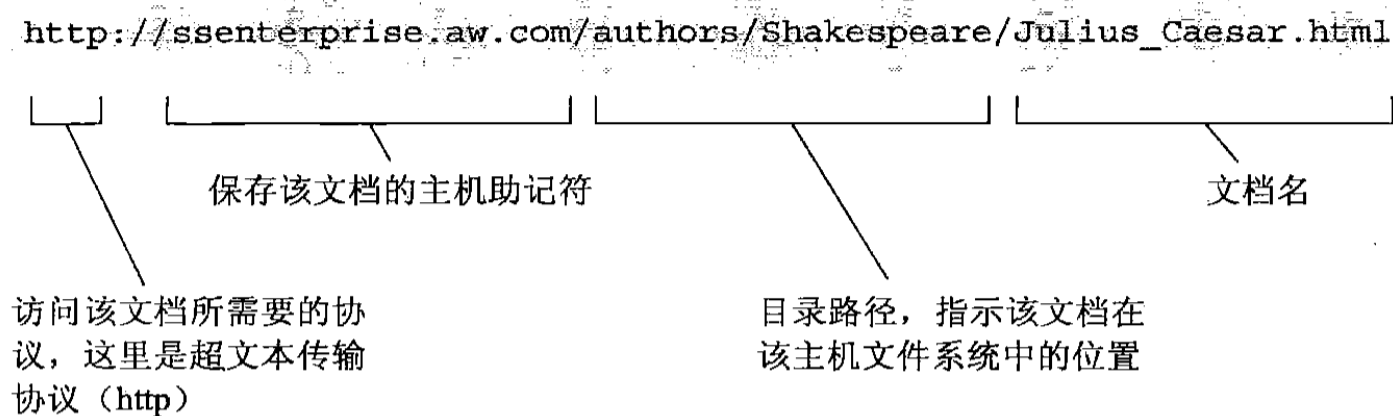 http://ssenterprise.aw.com/authors/Shakespeare/Julius_Caesar.html
保存该文档的主机助记符
文档名
访问该文档所需要的协
议，这里是超文本传输
协议（http）
目录路径，指示该文档在
该主机文件系统中的位置